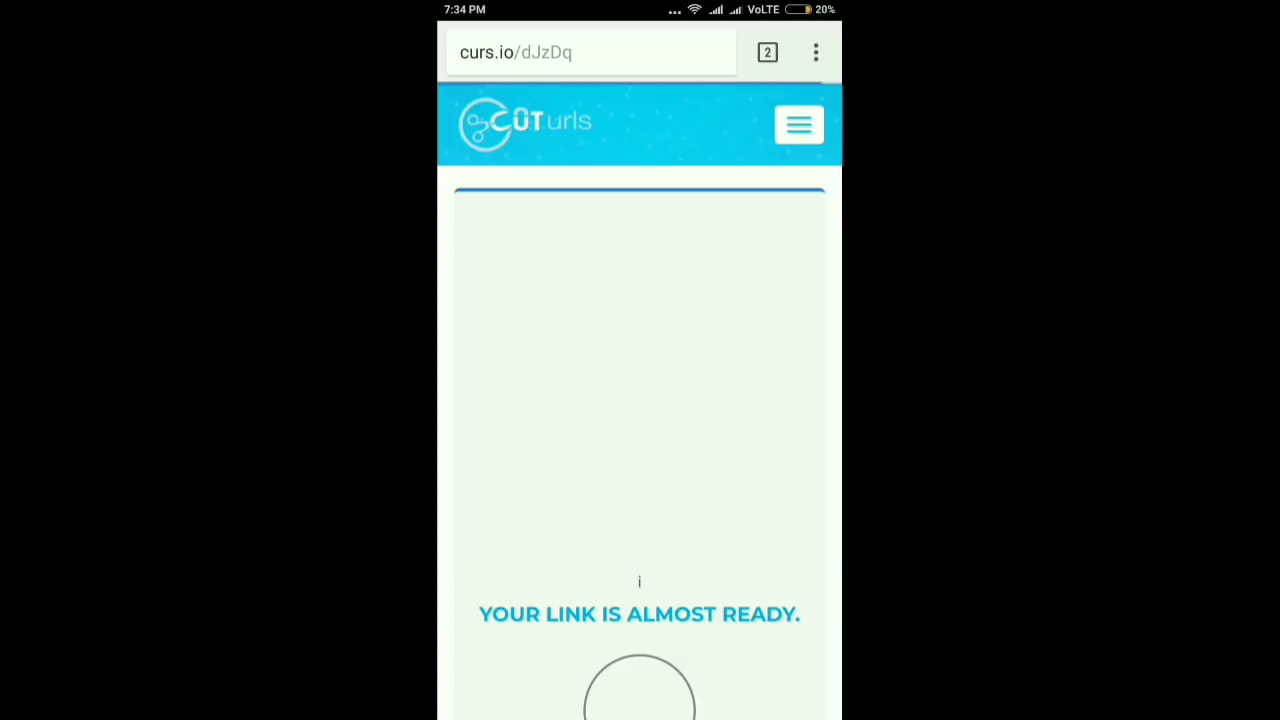 7:34 PM
VoLTE
20%
curs.io/dJzDq
2
CUTurls
i
YOUR LINK IS ALMOST READY.